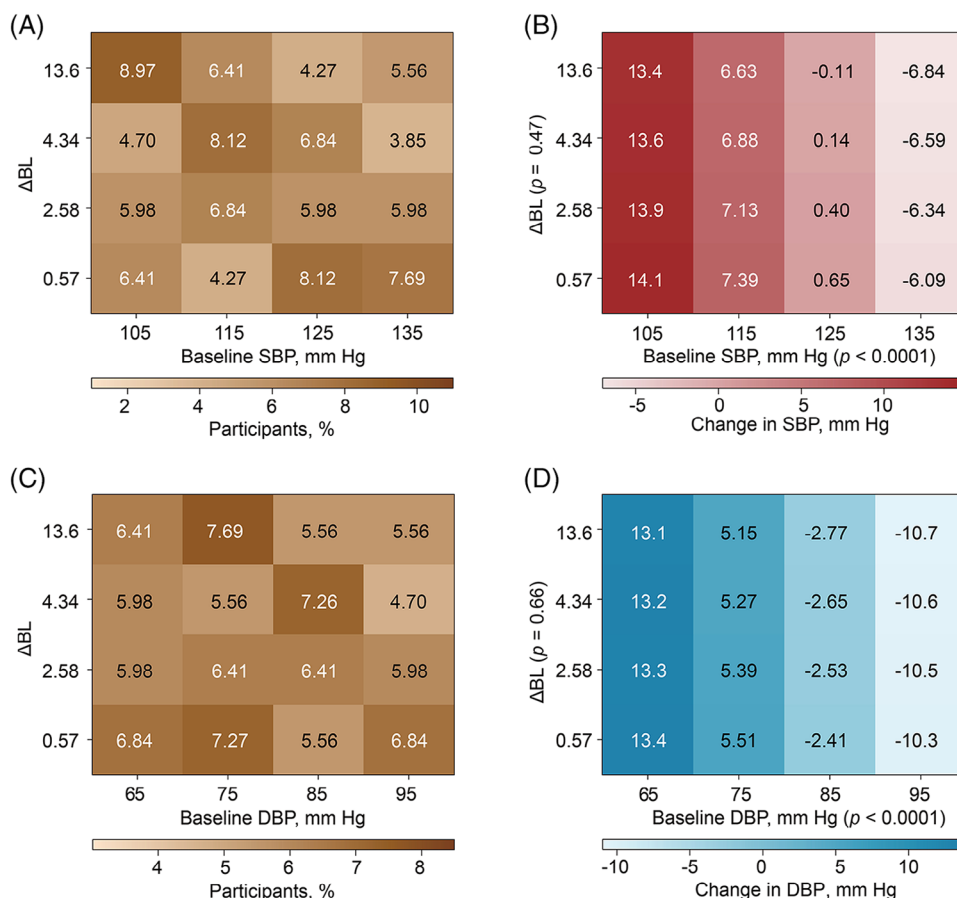 (A)
ΔBL
13.6 8.97 6.41 4.27 5.56
4.34 4.70 8.12 6.84 3.85
2.58 5.98 6.84 5.98 5.98
0.57 6.41 4.27 8.12 7.69
105 115 125 135
Baseline SBP, mm Hg
2 4 6 8 10
Participants, %
(B)
ΔBL (p = 0.47)
13.6 13.4 6.63 -0.11 -6.84
4.34 13.6 6.88 0.14 -6.59
2.58 13.9 7.13 0.40 -6.34
0.57 14.1 7.39 0.65 -6.09
105 115 125 135
Baseline SBP, mm Hg (p < 0.0001)
-5 0 5 10
Change in SBP, mm Hg
(C)
ΔBL
13.6 6.41 7.69 5.56 5.56
4.34 5.98 5.56 7.26 4.70
2.58 5.98 6.41 6.41 5.98
0.57 6.84 7.27 5.56 6.84
65 75 85 95
Baseline DBP, mm Hg
4 5 6 7 8
Participants, %
(D)
ΔBL (p = 0.66)
13.6 13.1 5.15 -2.77 -10.7
4.34 13.2 5.27 -2.65 -10.6
2.58 13.3 5.39 -2.53 -10.5
0.57 13.4 5.51 -2.41 -10.3
65 75 85 95
Baseline DBP, mm Hg (p < 0.0001)
-10 -5 0 5 10
Change in DBP, mm Hg